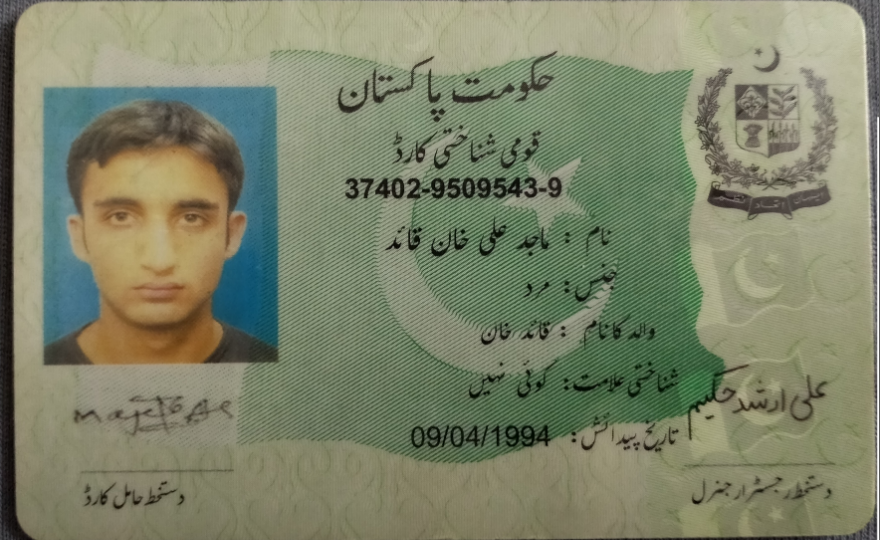 حکومت پاکستان
قومی شناختی کارڈ
37402-9509543-9
نام : ماجد علی خان قائد
جنس: مرد
والد کا نام : قائد خان
شناختی علامت: کوئی نہیں
تاریخ پیدائش: 09/04/1994
علی ارشد حکیم
دستخط حامل کارڈ
دستخط رجسٹرار جنرل